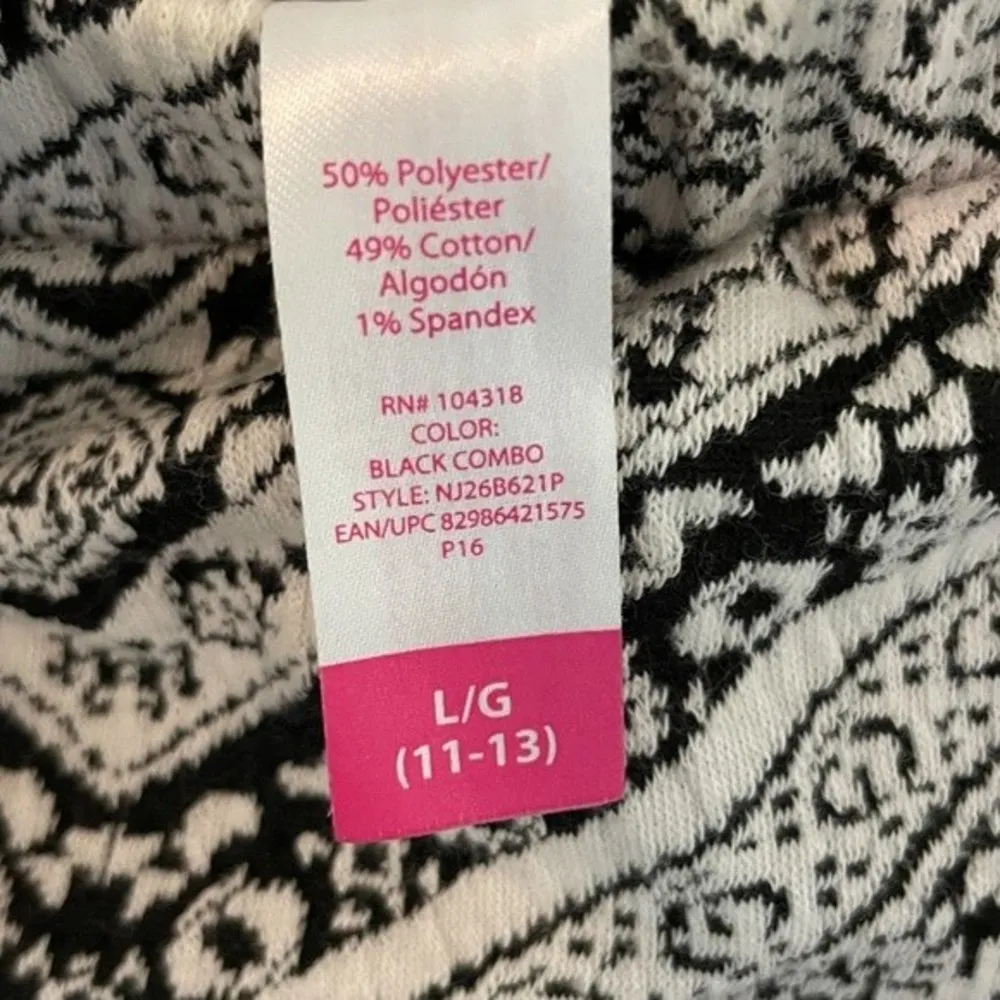 50% Polyester/
Poliéster
49% Cotton/
Algodón
1% Spandex
RN# 104318
COLOR:
BLACK COMBO
STYLE: NJ26B621P
EAN/UPC 82986421575
P16
L/G
(11-13)